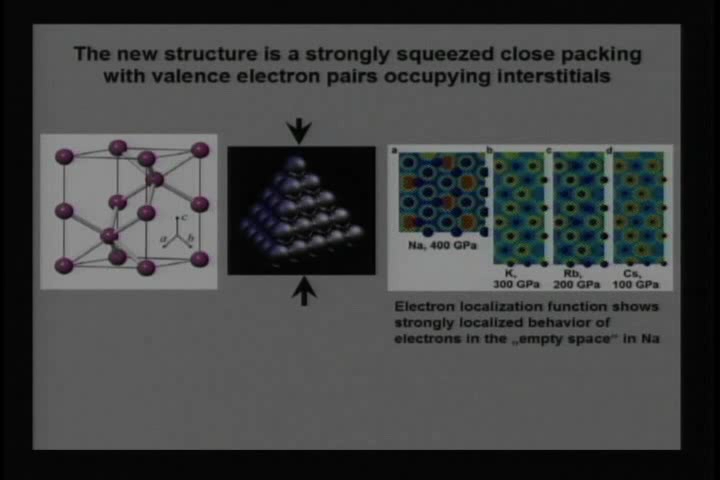 The new structure is a strongly squeezed close packing
with valence electron pairs occupying interstitials
a
b
c
d
c
a
b
Na, 400 GPa
K,
300 GPa
Rb,
200 GPa
Cs,
100 GPa
Electron localization function shows
strongly localized behavior of
electrons in the „empty space“ in Na